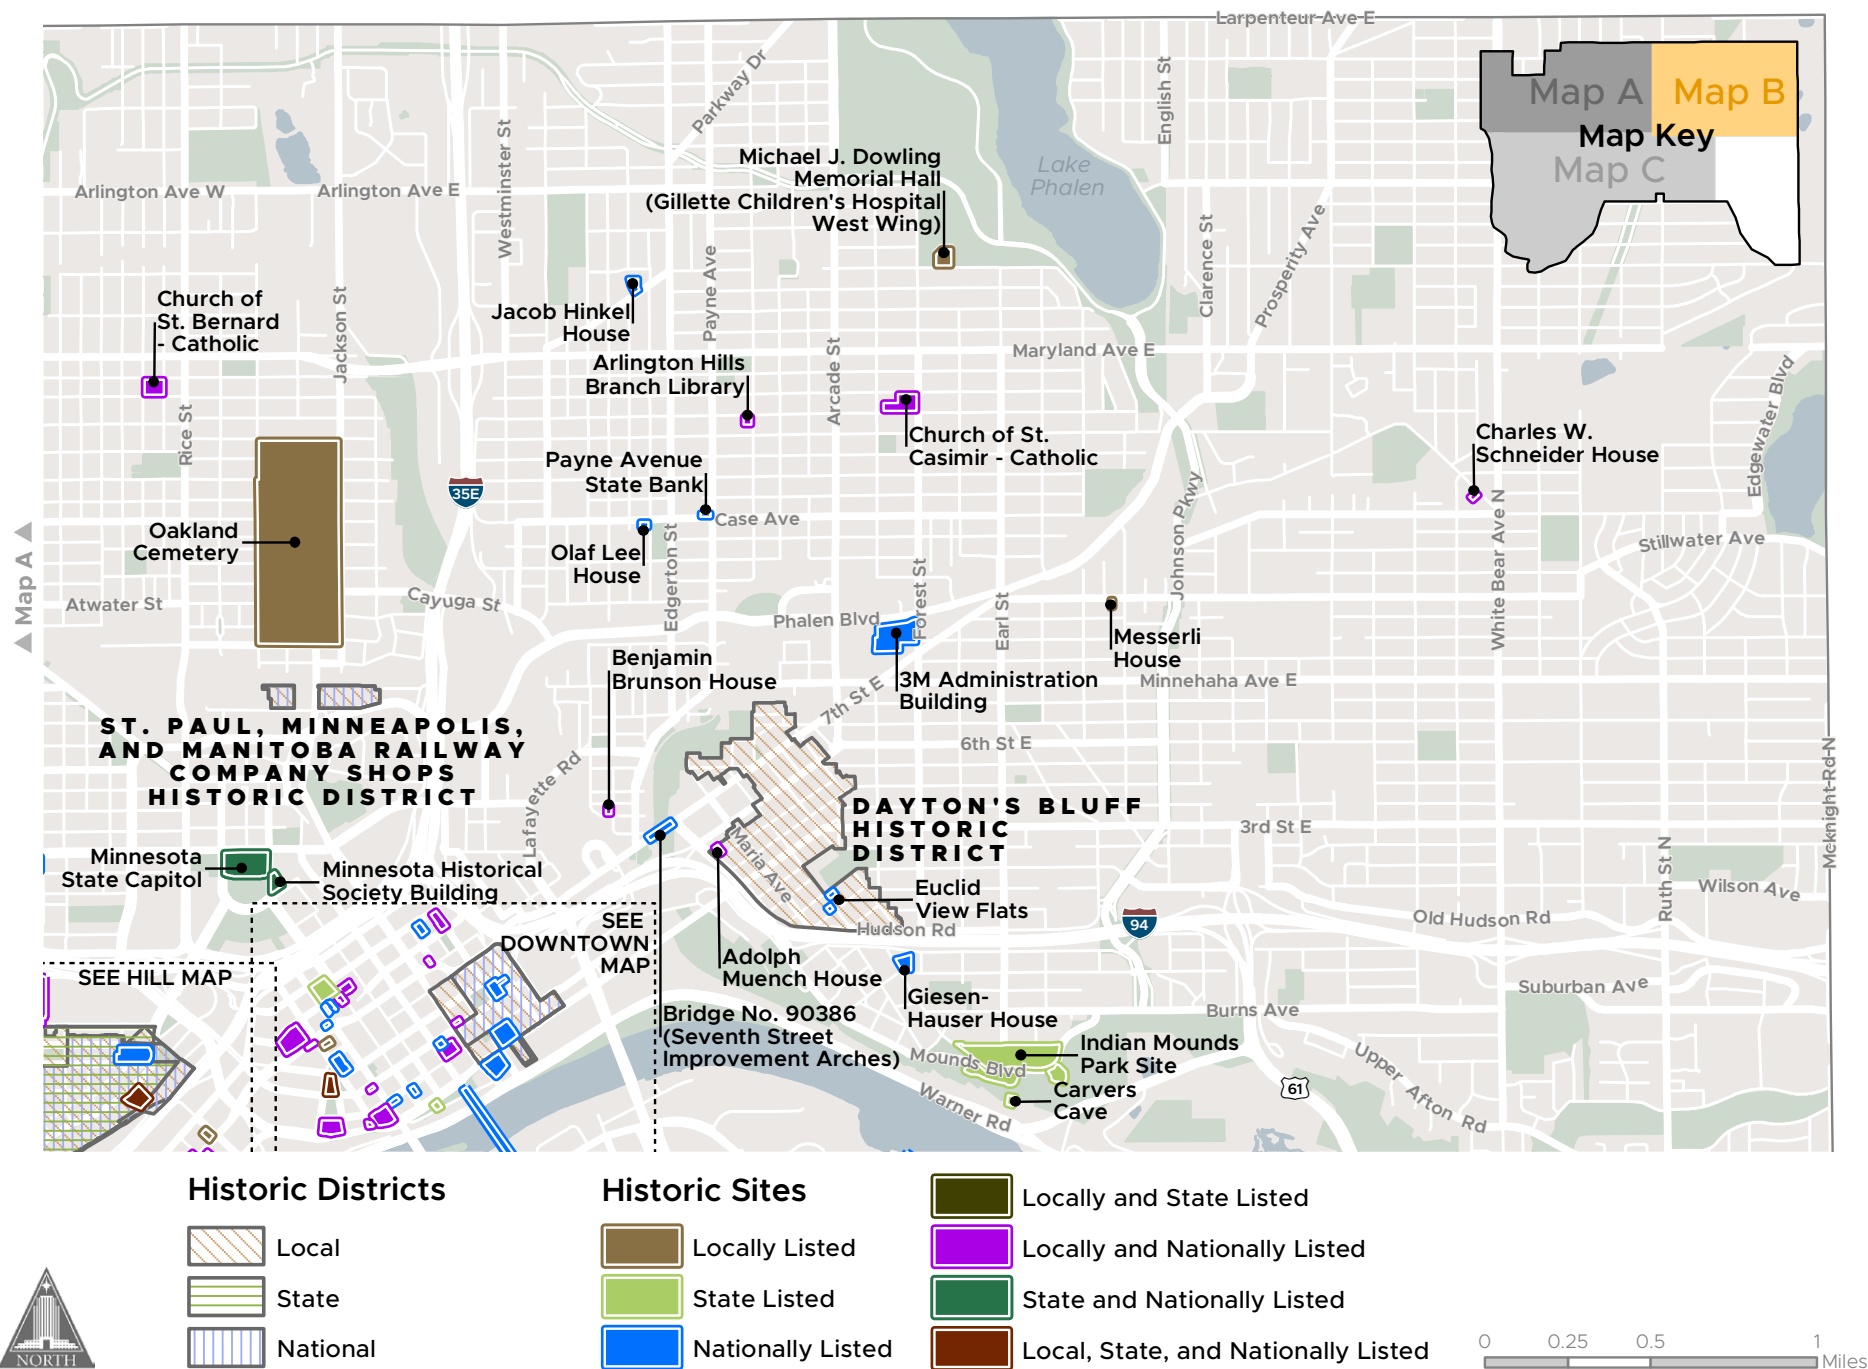 Larpenteur Ave E
Parkway Dr
English St
Map A
Map B
Map Key
Map C
Lake
Phalen
Michael J. Dowling
Memorial Hall
(Gillette Children's Hospital
West Wing)
Arlington Ave W
Arlington Ave E
Westminster St
Payne Ave
Clarence St
Prosperity Ave
Church of
St. Bernard
- Catholic
Jackson St
Jacob Hinkel
House
Arlington Hills
Branch Library
Arcade St
Maryland Ave E
Edgewater Blvd
Rice St
Church of St.
Casimir - Catholic
Charles W.
Schneider House
Payne Avenue
State Bank
35E
Case Ave
Oakland
Cemetery
Olaf Lee
House
Edgerton St
Johnson Pkwy
White Bear Ave N
Stillwater Ave
Map A
Atwater St
Cayuga St
Phalen Blvd
Forest St
Earl St
Messerli
House
Benjamin
Brunson House
3M Administration
Building
Minnehaha Ave E
7th St E
ST. PAUL, MINNEAPOLIS,
AND MANITOBA RAILWAY
COMPANY SHOPS
HISTORIC DISTRICT
6th St E
Lafayette Rd
DAYTON'S BLUFF
HISTORIC
DISTRICT
3rd St E
Mcknight Rd N
Maria Ave
Minnesota
State Capitol
Minnesota Historical
Society Building
Euclid
View Flats
Ruth St N
Wilson Ave
Old Hudson Rd
94
Hudson Rd
SEE
DOWNTOWN
MAP
SEE HILL MAP
Adolph
Muench House
Giesen-
Hauser House
Suburban Ave
Burns Ave
Bridge No. 90386
(Seventh Street
Improvement Arches)
Mounds Blvd
Indian Mounds
Park Site
Carvers
Cave
Warner Rd
61
Upper Afton Rd
Historic Districts
Local
State
National
Historic Sites
Locally Listed
State Listed
Nationally Listed
Locally and State Listed
Locally and Nationally Listed
State and Nationally Listed
Local, State, and Nationally Listed
NORTH
0 0.25 0.5 1
Miles